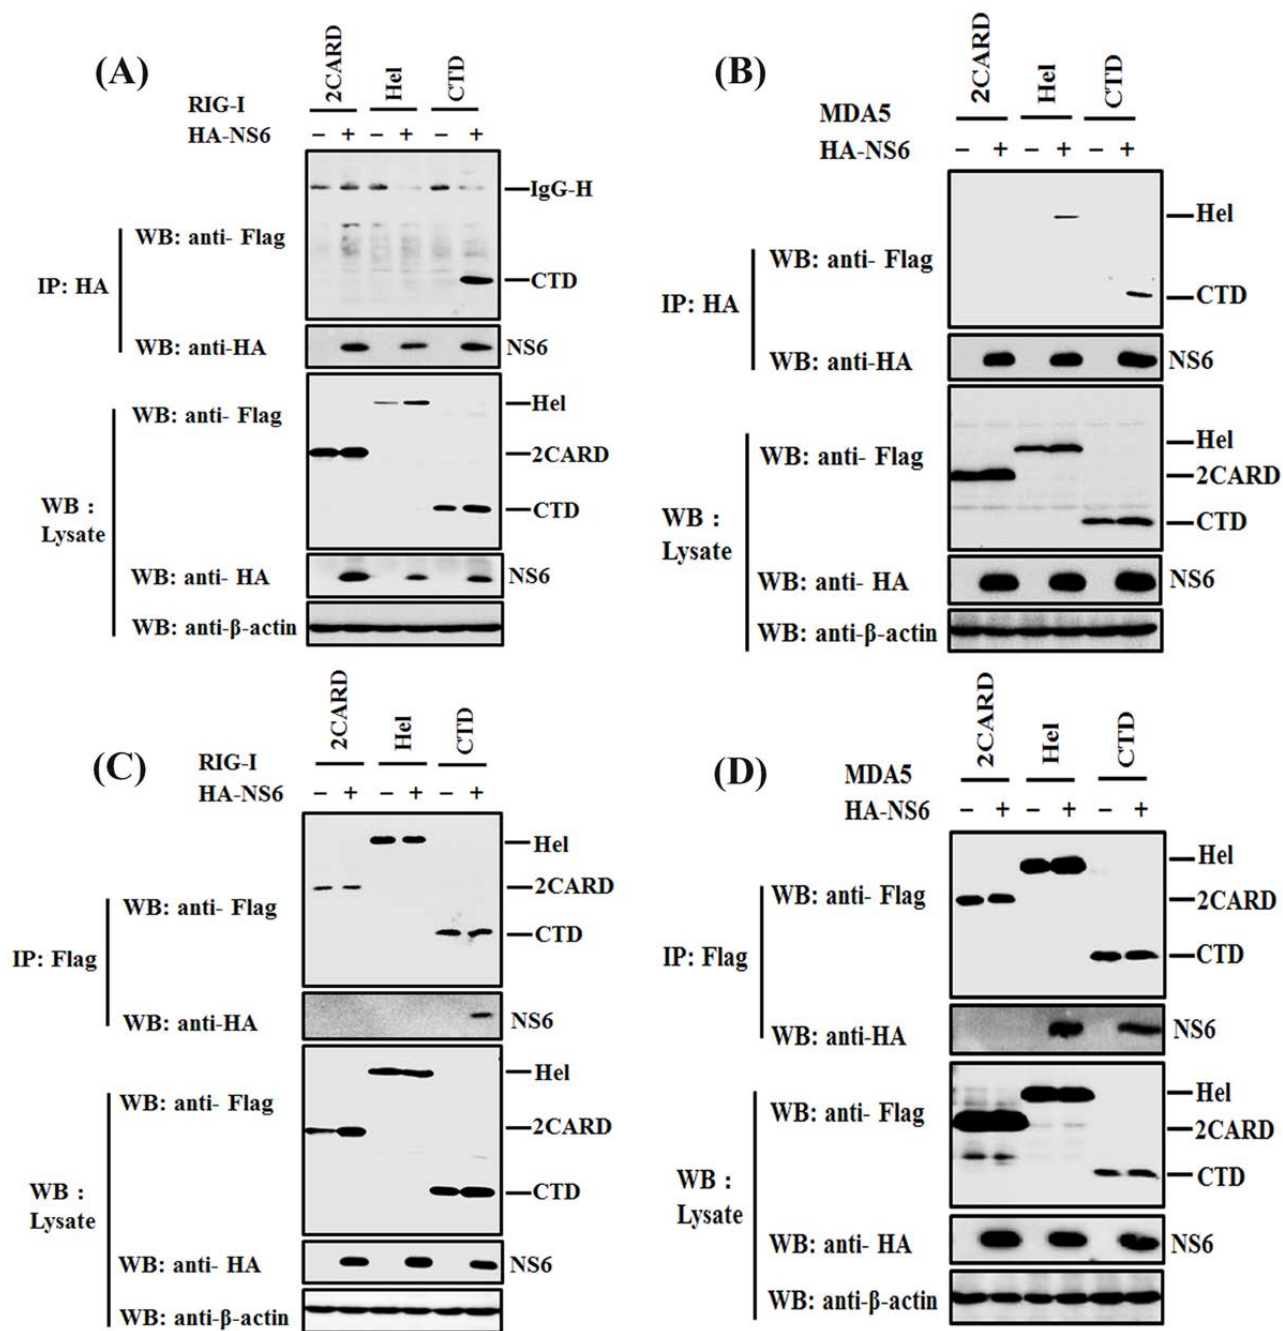 (A)
2CARD Hel CTD
RIG-I
HA-NS6 – + – + – +
IgG-H
WB: anti- Flag
IP: HA
CTD
WB: anti-HA NS6
Hel
WB: anti- Flag
2CARD
WB :
Lysate
CTD
WB: anti- HA NS6
WB: anti-β-actin
(B)
2CARD Hel CTD
MDA5
HA-NS6 – + – + – +
Hel
WB: anti- Flag
IP: HA
CTD
WB: anti-HA NS6
Hel
WB: anti- Flag
2CARD
WB :
Lysate
CTD
WB: anti- HA NS6
WB: anti-β-actin
(C)
2CARD Hel CTD
RIG-I
HA-NS6 – + – + – +
Hel
2CARD
WB: anti- Flag
CTD
IP: Flag
WB: anti-HA NS6
Hel
WB: anti- Flag
2CARD
WB :
Lysate
CTD
WB: anti- HA NS6
WB: anti-β-actin
(D)
2CARD Hel CTD
MDA5
HA-NS6 – + – + – +
Hel
WB: anti- Flag
2CARD
IP: Flag
CTD
WB: anti-HA NS6
Hel
WB: anti- Flag
2CARD
WB :
Lysate
CTD
WB: anti- HA NS6
WB: anti-β-actin